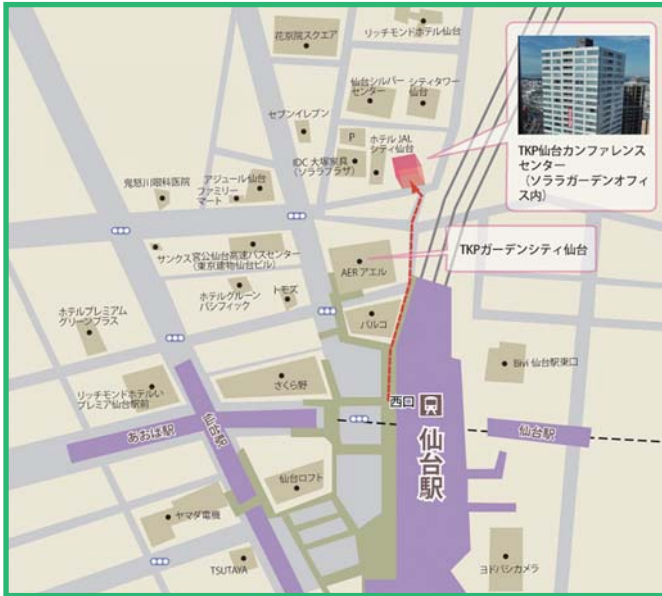 花京院スクエア
リッチモンドホテル仙台
仙台シルバー
センター
シティタワー
仙台
セブンイレブン
P
ホテル JAL
シティ仙台
IDC 大塚家具
(ソララプラザ)
TKP仙台カンファレンス
センター
(ソララガーデンオフィ
ス内)
鬼怒川眼科医院
アジュール仙台
ファミリー
マート
サンクス
宮交仙台高速バスセンター
(東京建物仙台ビル)
AER アエル
TKPガーデンシティ仙台
ホテルグルーン
パシフィック
トモズ
パルコ
ホテルプレミアム
グリーンプラス
Bivi 仙台駅東口
さくら野
リッチモンドホテルい
プレミア仙台駅前
西口
あおば駅
仙台駅
仙台駅
仙台駅
仙台ロフト
ヤマダ電機
TSUTAYA
ヨドバシカメラ